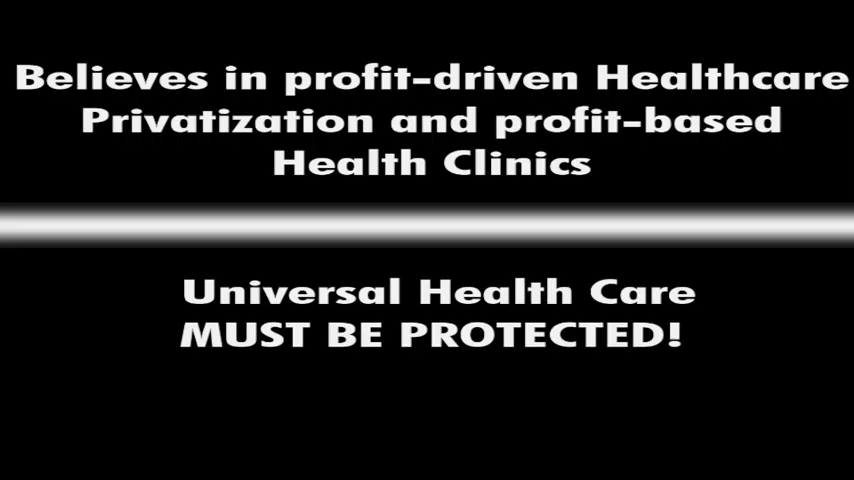 Believes in profit-driven Healthcare
Privatization and profit-based
Health Clinics
Universal Health Care
MUST BE PROTECTED!